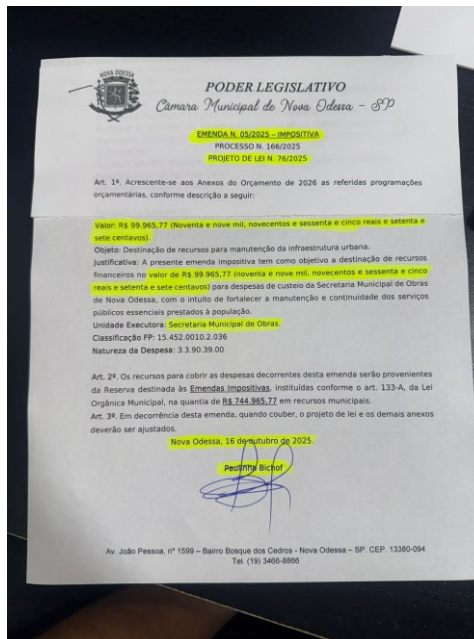 NOVA ODESSA
PODER LEGISLATIVO
Câmara Municipal de Nova Odessa - SP
EMENDA N. 05/2025 – IMPOSITIVA
PROCESSO N. 166/2025
PROJETO DE LEI N. 76/2025
Art. 1º. Acrescente-se aos Anexos do Orçamento de 2026 as referidas programações
orçamentárias, conforme descrição a seguir:
Valor: R$ 99.965,77 (Noventa e nove mil, novecentos e sessenta e cinco reais e setenta e
sete centavos).
Objeto: Destinação de recursos para manutenção da infraestrutura urbana.
Justificativa: A presente emenda impositiva tem como objetivo a destinação de recursos
financeiros no valor de R$ 99.965,77 (noventa e nove mil, novecentos e sessenta e cinco
reais e setenta e sete centavos) para despesas de custeio da Secretaria Municipal de Obras
de Nova Odessa, com o intuito de fortalecer a manutenção e continuidade dos serviços
públicos essenciais prestados à população.
Unidade Executora: Secretaria Municipal de Obras.
Classificação FP: 15.452.0010.2.036
Natureza da Despesa: 3.3.90.39.00
Art. 2º. Os recursos para cobrir as despesas decorrentes desta emenda serão provenientes
da Reserva destinada às Emendas Impositivas, instituídas conforme o art. 133-A, da Lei
Orgânica Municipal, na quantia de R$ 744.965,77 em recursos municipais.
Art. 3º. Em decorrência desta emenda, quando couber, o projeto de lei e os demais anexos
deverão ser ajustados.
Nova Odessa, 16 de outubro de 2025.
Paulinho Bichof
Av. João Pessoa, nº 1599 – Bairro Bosque dos Cedros - Nova Odessa – SP. CEP. 13380-094
Tel. (19) 3466-8866